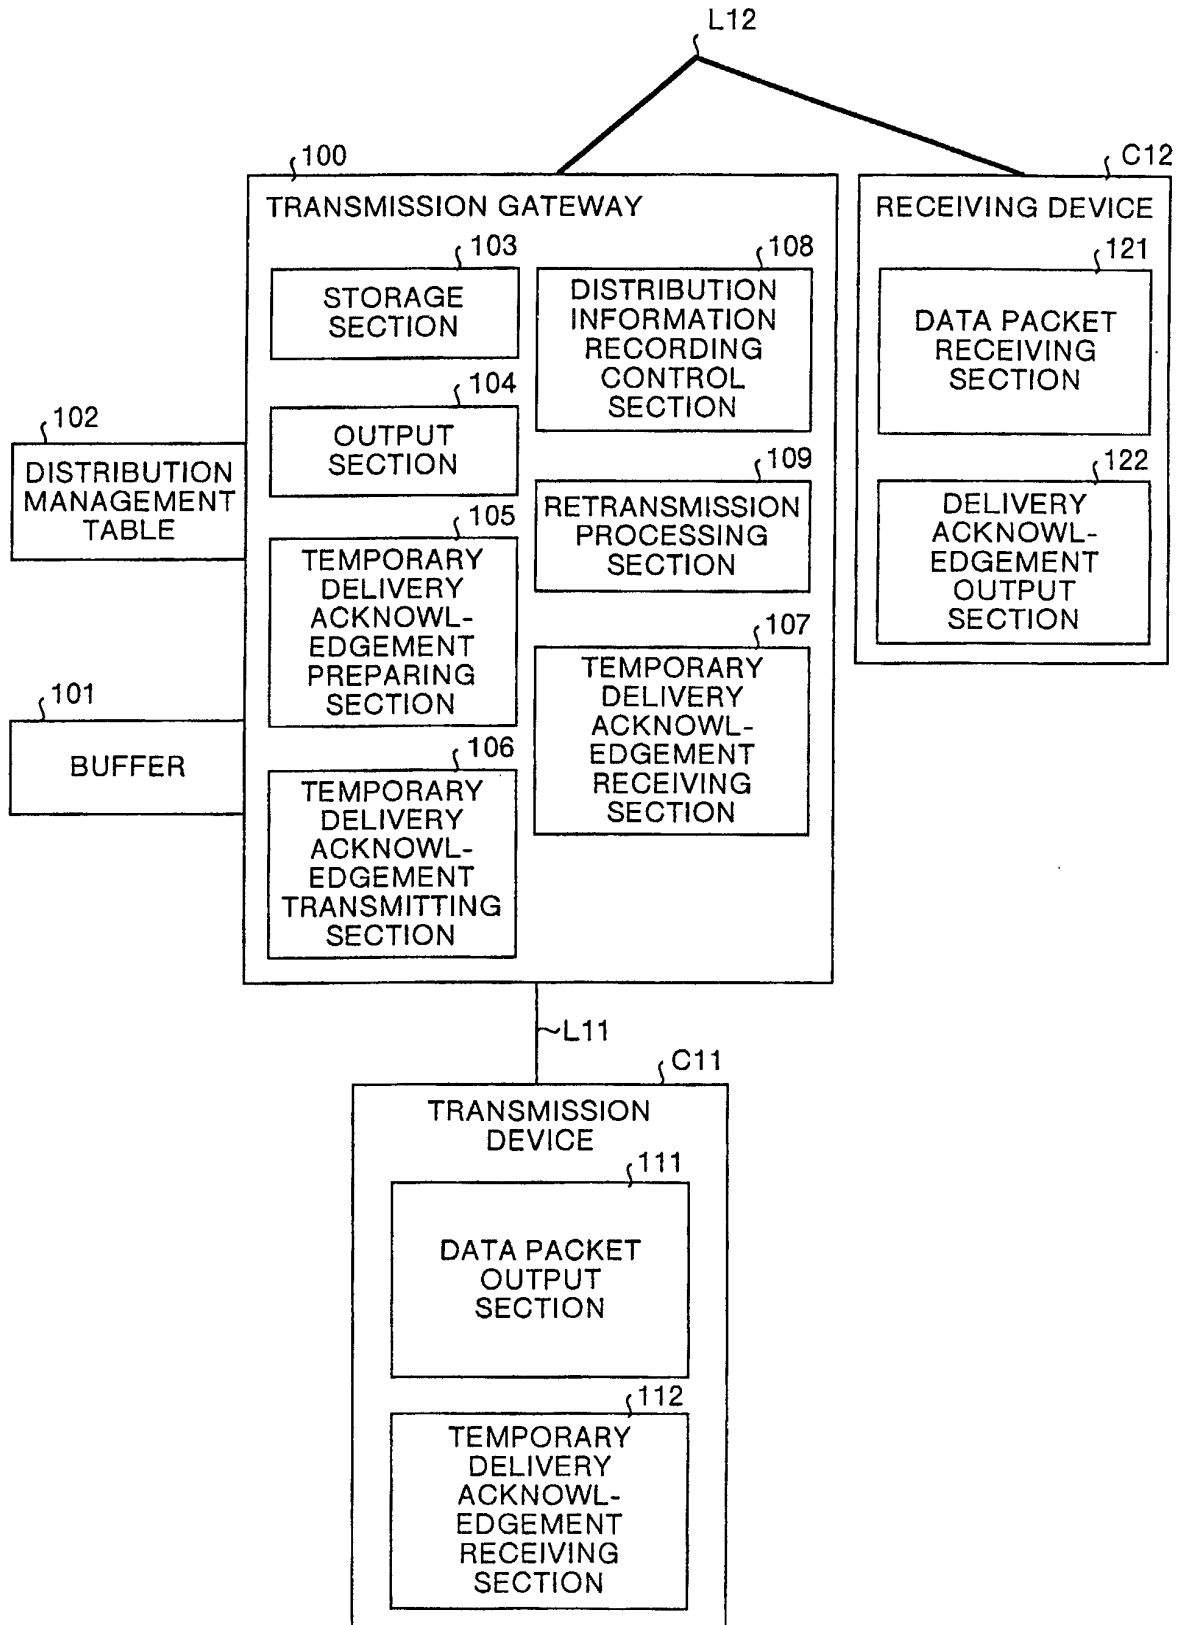 L12
100
TRANSMISSION GATEWAY
103
STORAGE
SECTION
108
DISTRIBUTION
INFORMATION
RECORDING
CONTROL
SECTION
104
OUTPUT
SECTION
109
RETRANSMISSION
PROCESSING
SECTION
105
TEMPORARY
DELIVERY
ACKNOWL-
EDGEMENT
PREPARING
SECTION
107
TEMPORARY
DELIVERY
ACKNOWL-
EDGEMENT
RECEIVING
SECTION
106
TEMPORARY
DELIVERY
ACKNOWL-
EDGEMENT
TRANSMITTING
SECTION
102
DISTRIBUTION
MANAGEMENT
TABLE
101
BUFFER
C12
RECEIVING DEVICE
121
DATA PACKET
RECEIVING
SECTION
122
DELIVERY
ACKNOWL-
EDGEMENT
OUTPUT
SECTION
L11
C11
TRANSMISSION
DEVICE
111
DATA PACKET
OUTPUT
SECTION
112
TEMPORARY
DELIVERY
ACKNOWL-
EDGEMENT
RECEIVING
SECTION